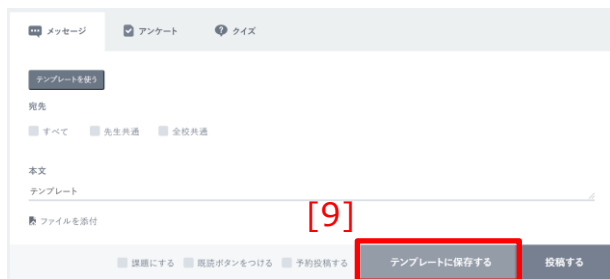 メッセージ アンケート クイズ
テンプレートを使う
宛先
すべて 先生共通 全校共通
本文
テンプレート
ファイルを添付
[9]
課題にする 既読ボタンをつける 予約投稿する テンプレートに保存する 投稿する